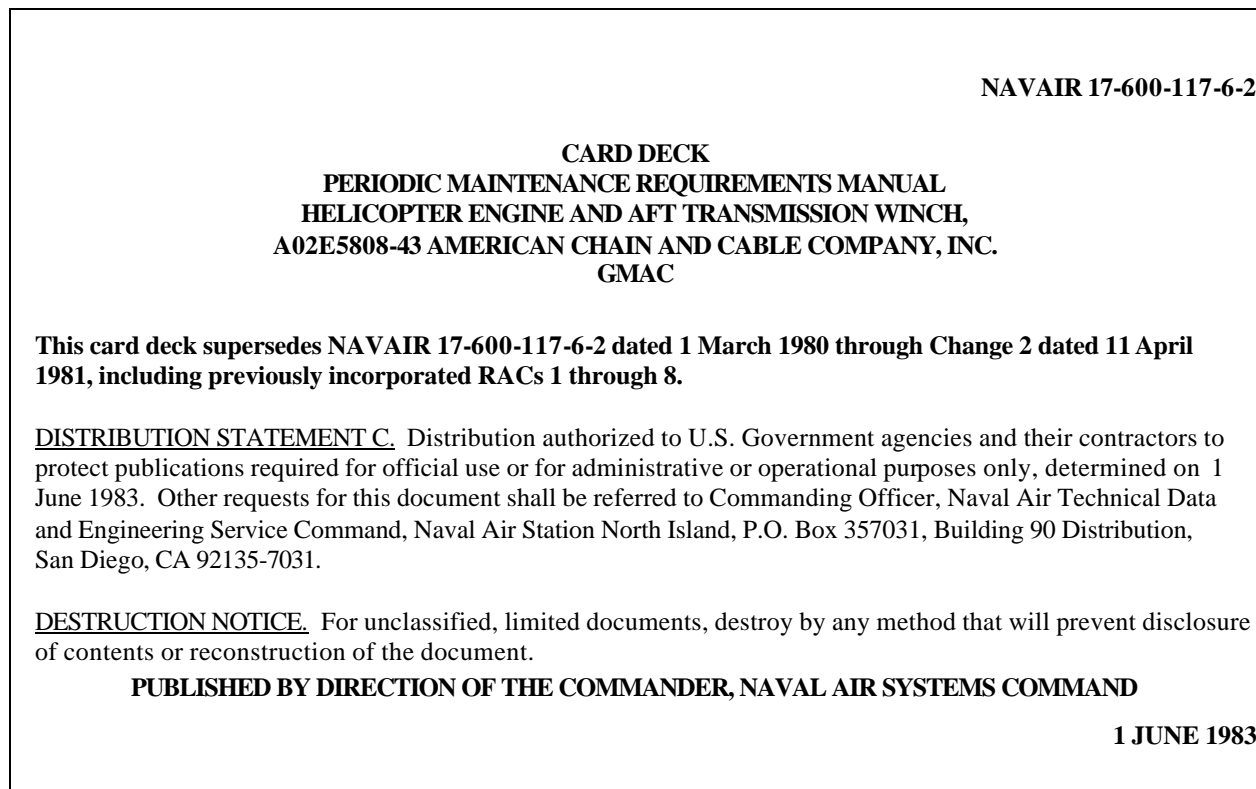 NAVAIR 17-600-117-6-2
CARD DECK
PERIODIC MAINTENANCE REQUIREMENTS MANUAL
HELICOPTER ENGINE AND AFT TRANSMISSION WINCH,
A02E5808-43 AMERICAN CHAIN AND CABLE COMPANY, INC.
GMAC
This card deck supersedes NAVAIR 17-600-117-6-2 dated 1 March 1980 through Change 2 dated 11 April
1981, including previously incorporated RACs 1 through 8.
DISTRIBUTION STATEMENT C. Distribution authorized to U.S. Government agencies and their contractors to
protect publications required for official use or for administrative or operational purposes only, determined on 1
June 1983. Other requests for this document shall be referred to Commanding Officer, Naval Air Technical Data
and Engineering Service Command, Naval Air Station North Island, P.O. Box 357031, Building 90 Distribution,
San Diego, CA 92135-7031.
DESTRUCTION NOTICE. For unclassified, limited documents, destroy by any method that will prevent disclosure
of contents or reconstruction of the document.
PUBLISHED BY DIRECTION OF THE COMMANDER, NAVAL AIR SYSTEMS COMMAND
1 JUNE 1983